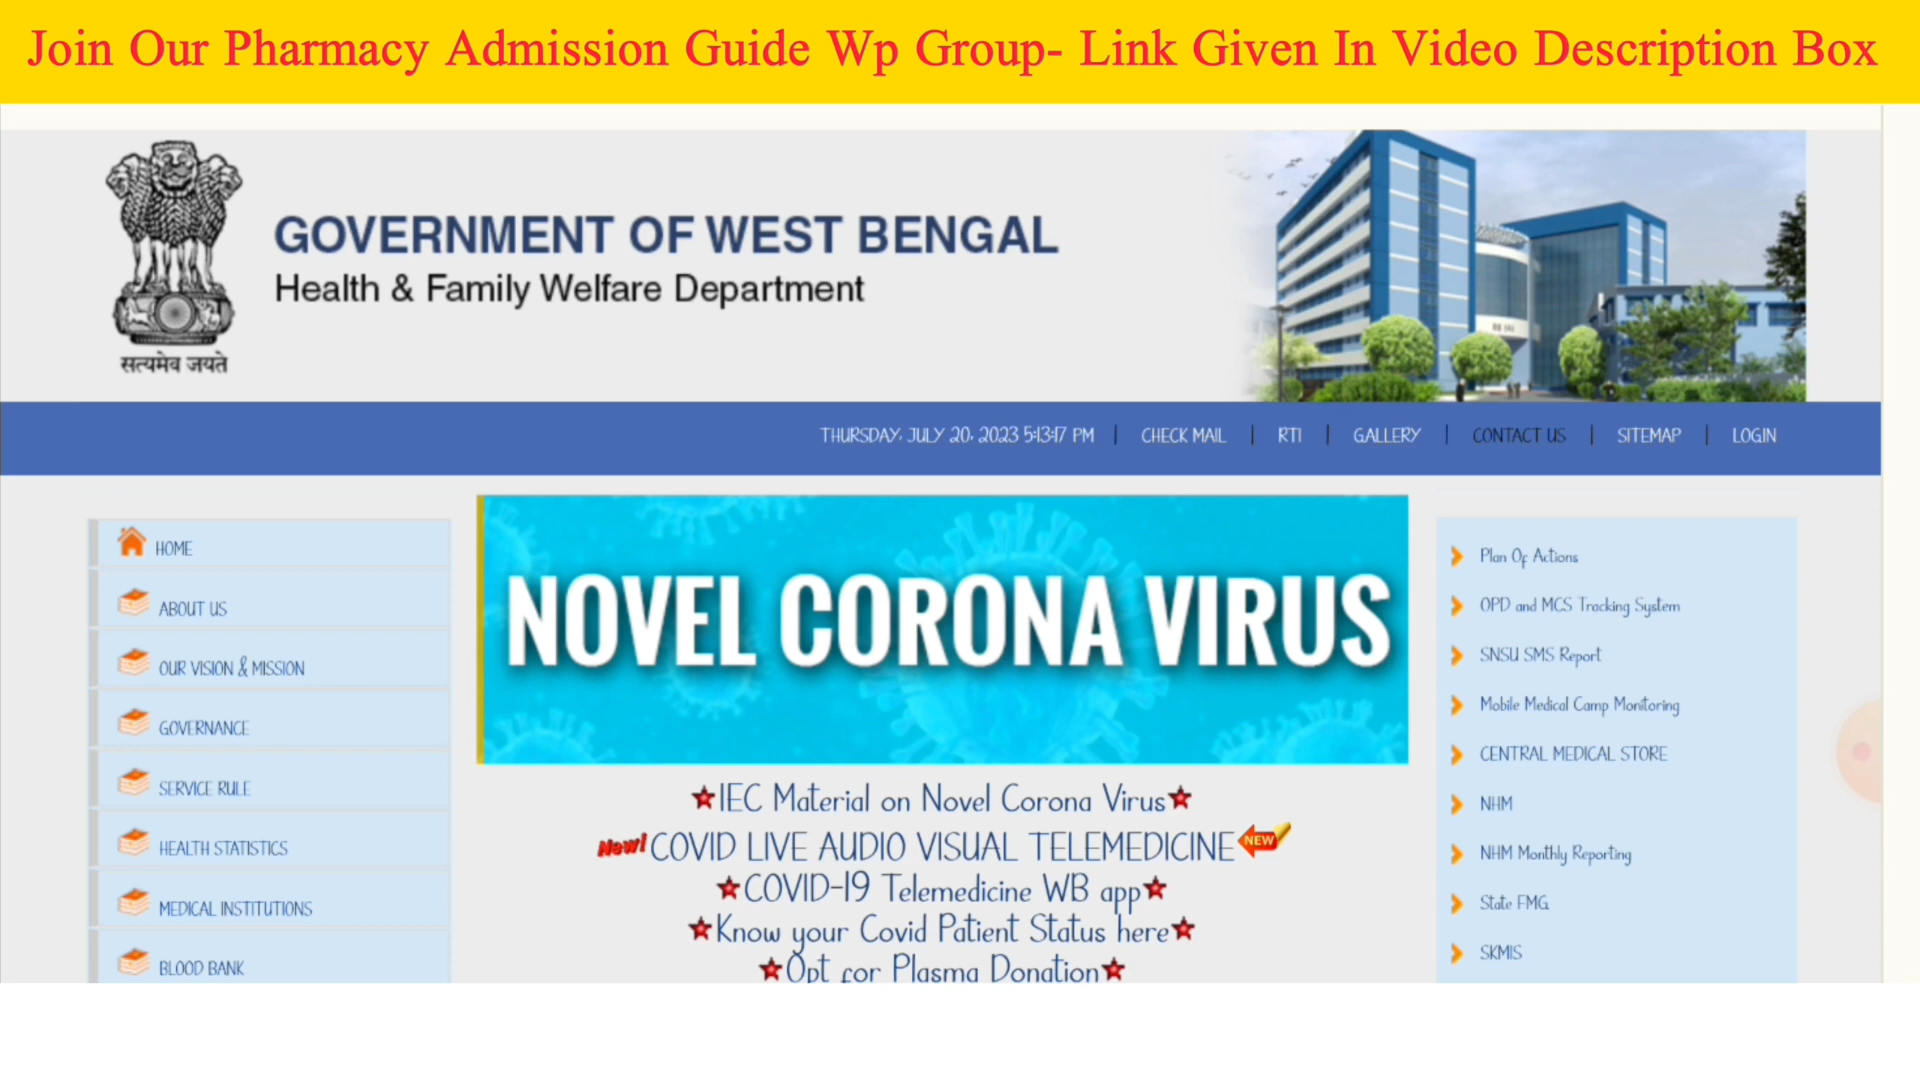 Join Our Pharmacy Admission Guide Wp Group- Link Given In Video Description Box
सत्यमेव जयते
GOVERNMENT OF WEST BENGAL
Health & Family Welfare Department
THURSDAY, JULY 20, 2023 5:13:17 PM | CHECK MAIL | RTI | GALLERY | CONTACT US | SITEMAP | LOGIN
HOME
ABOUT US
OUR VISION & MISSION
GOVERNANCE
SERVICE RULE
HEALTH STATISTICS
MEDICAL INSTITUTIONS
BLOOD BANK
NOVEL CORONA VIRUS
IEC Material on Novel Corona Virus
New! COVID LIVE AUDIO VISUAL TELEMEDICINE NEW
COVID-19 Telemedicine WB app
Know your Covid Patient Status here
Opt for Plasma Donation
Plan Of Actions
OPD and MCS Tracking System
SNSU SMS Report
Mobile Medical Camp Monitoring
CENTRAL MEDICAL STORE
NHM
NHM Monthly Reporting
State FMG
SKMIS